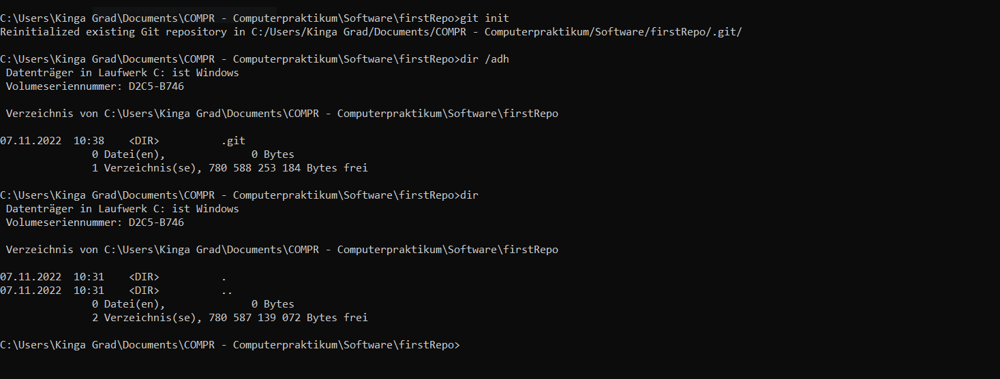 C:\Users\Kinga Grad\Documents\COMPR - Computerpraktikum\Software\firstRepo>git init
Reinitialized existing Git repository in C:/Users/Kinga Grad/Documents/COMPR - Computerpraktikum/Software/firstRepo/.git/
C:\Users\Kinga Grad\Documents\COMPR - Computerpraktikum\Software\firstRepo>dir /adh
Datenträger in Laufwerk C: ist Windows
Volumeseriennummer: D2C5-B746
Verzeichnis von C:\Users\Kinga Grad\Documents\COMPR - Computerpraktikum\Software\firstRepo
07.11.2022  10:38    <DIR>          .git
0 Datei(en),              0 Bytes
1 Verzeichnis(se), 780 588 253 184 Bytes frei
C:\Users\Kinga Grad\Documents\COMPR - Computerpraktikum\Software\firstRepo>dir
Datenträger in Laufwerk C: ist Windows
Volumeseriennummer: D2C5-B746
Verzeichnis von C:\Users\Kinga Grad\Documents\COMPR - Computerpraktikum\Software\firstRepo
07.11.2022  10:31    <DIR>          .
07.11.2022  10:31    <DIR>          ..
0 Datei(en),              0 Bytes
2 Verzeichnis(se), 780 587 139 072 Bytes frei
C:\Users\Kinga Grad\Documents\COMPR - Computerpraktikum\Software\firstRepo>